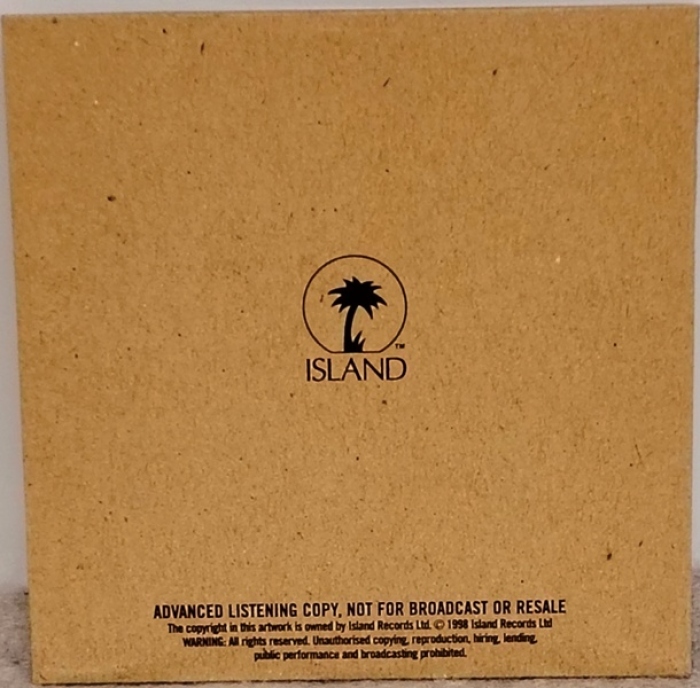 TM
ISLAND
ADVANCED LISTENING COPY, NOT FOR BROADCAST OR RESALE
The copyright in this artwork is owned by Island Records Ltd. © 1998 Island Records Ltd
WARNING: All rights reserved. Unauthorised copying, reproduction, hiring, lending,
public performance and broadcasting prohibited.